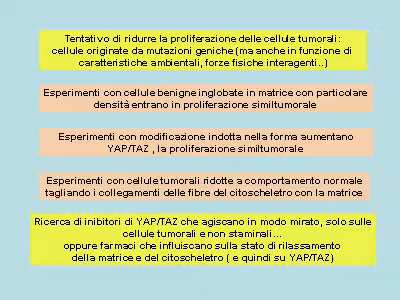 Tentativo di ridurre la proliferazione delle cellule tumorali:
cellule originate da mutazioni geniche (ma anche in funzione di
caratteristiche ambientali, forze fisiche interagenti..)
Esperimenti con cellule benigne inglobate in matrice con particolare
densità entrano in proliferazione similtumorale
Esperimenti con modificazione indotta nella forma aumentano
YAP/TAZ , la proliferazione similtumorale
Esperimenti con cellule tumorali ridotte a comportamento normale
tagliando i collegamenti delle fibre del citoscheletro con la matrice
Ricerca di inibitori di YAP/TAZ che agiscano in modo mirato, solo sulle
cellule tumorali e non staminali...
oppure farmaci che influiscano sulla stato di rilassamento
della matrice e del citoscheletro ( e quindi su YAP/TAZ)